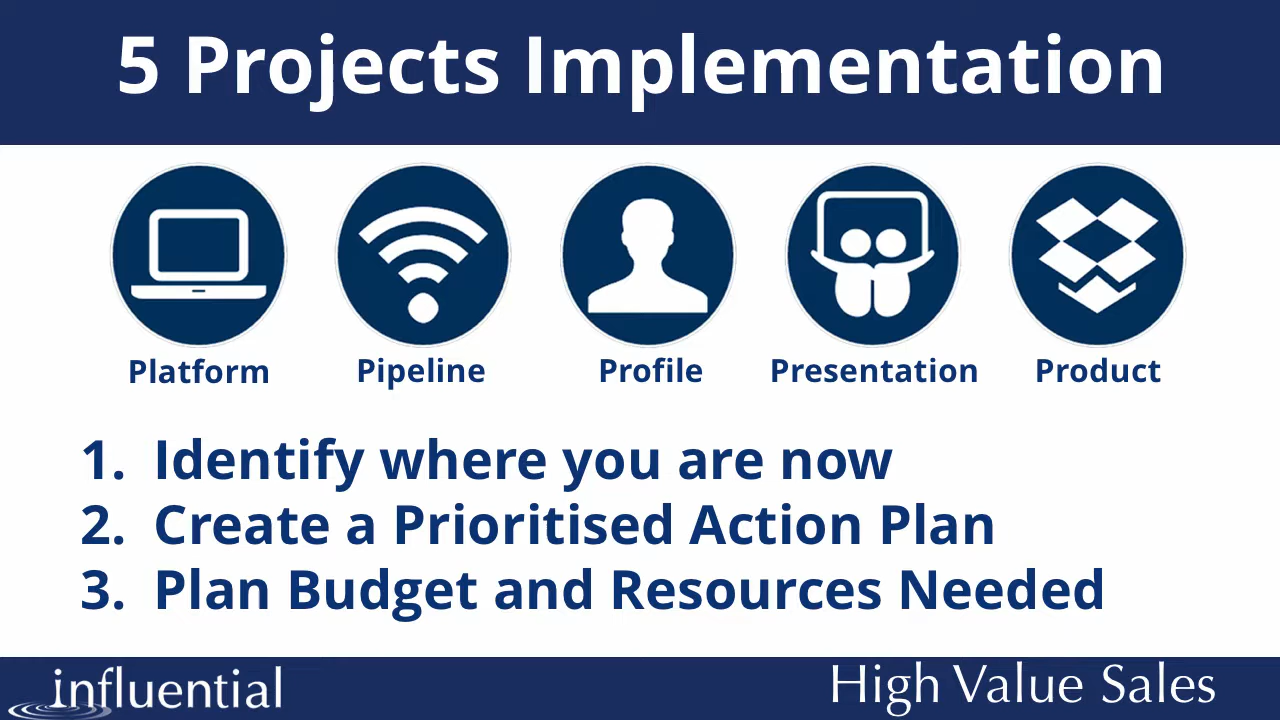 5 Projects Implementation
Platform Pipeline Profile Presentation Product
1. Identify where you are now
2. Create a Prioritised Action Plan
3. Plan Budget and Resources Needed
influential High Value Sales